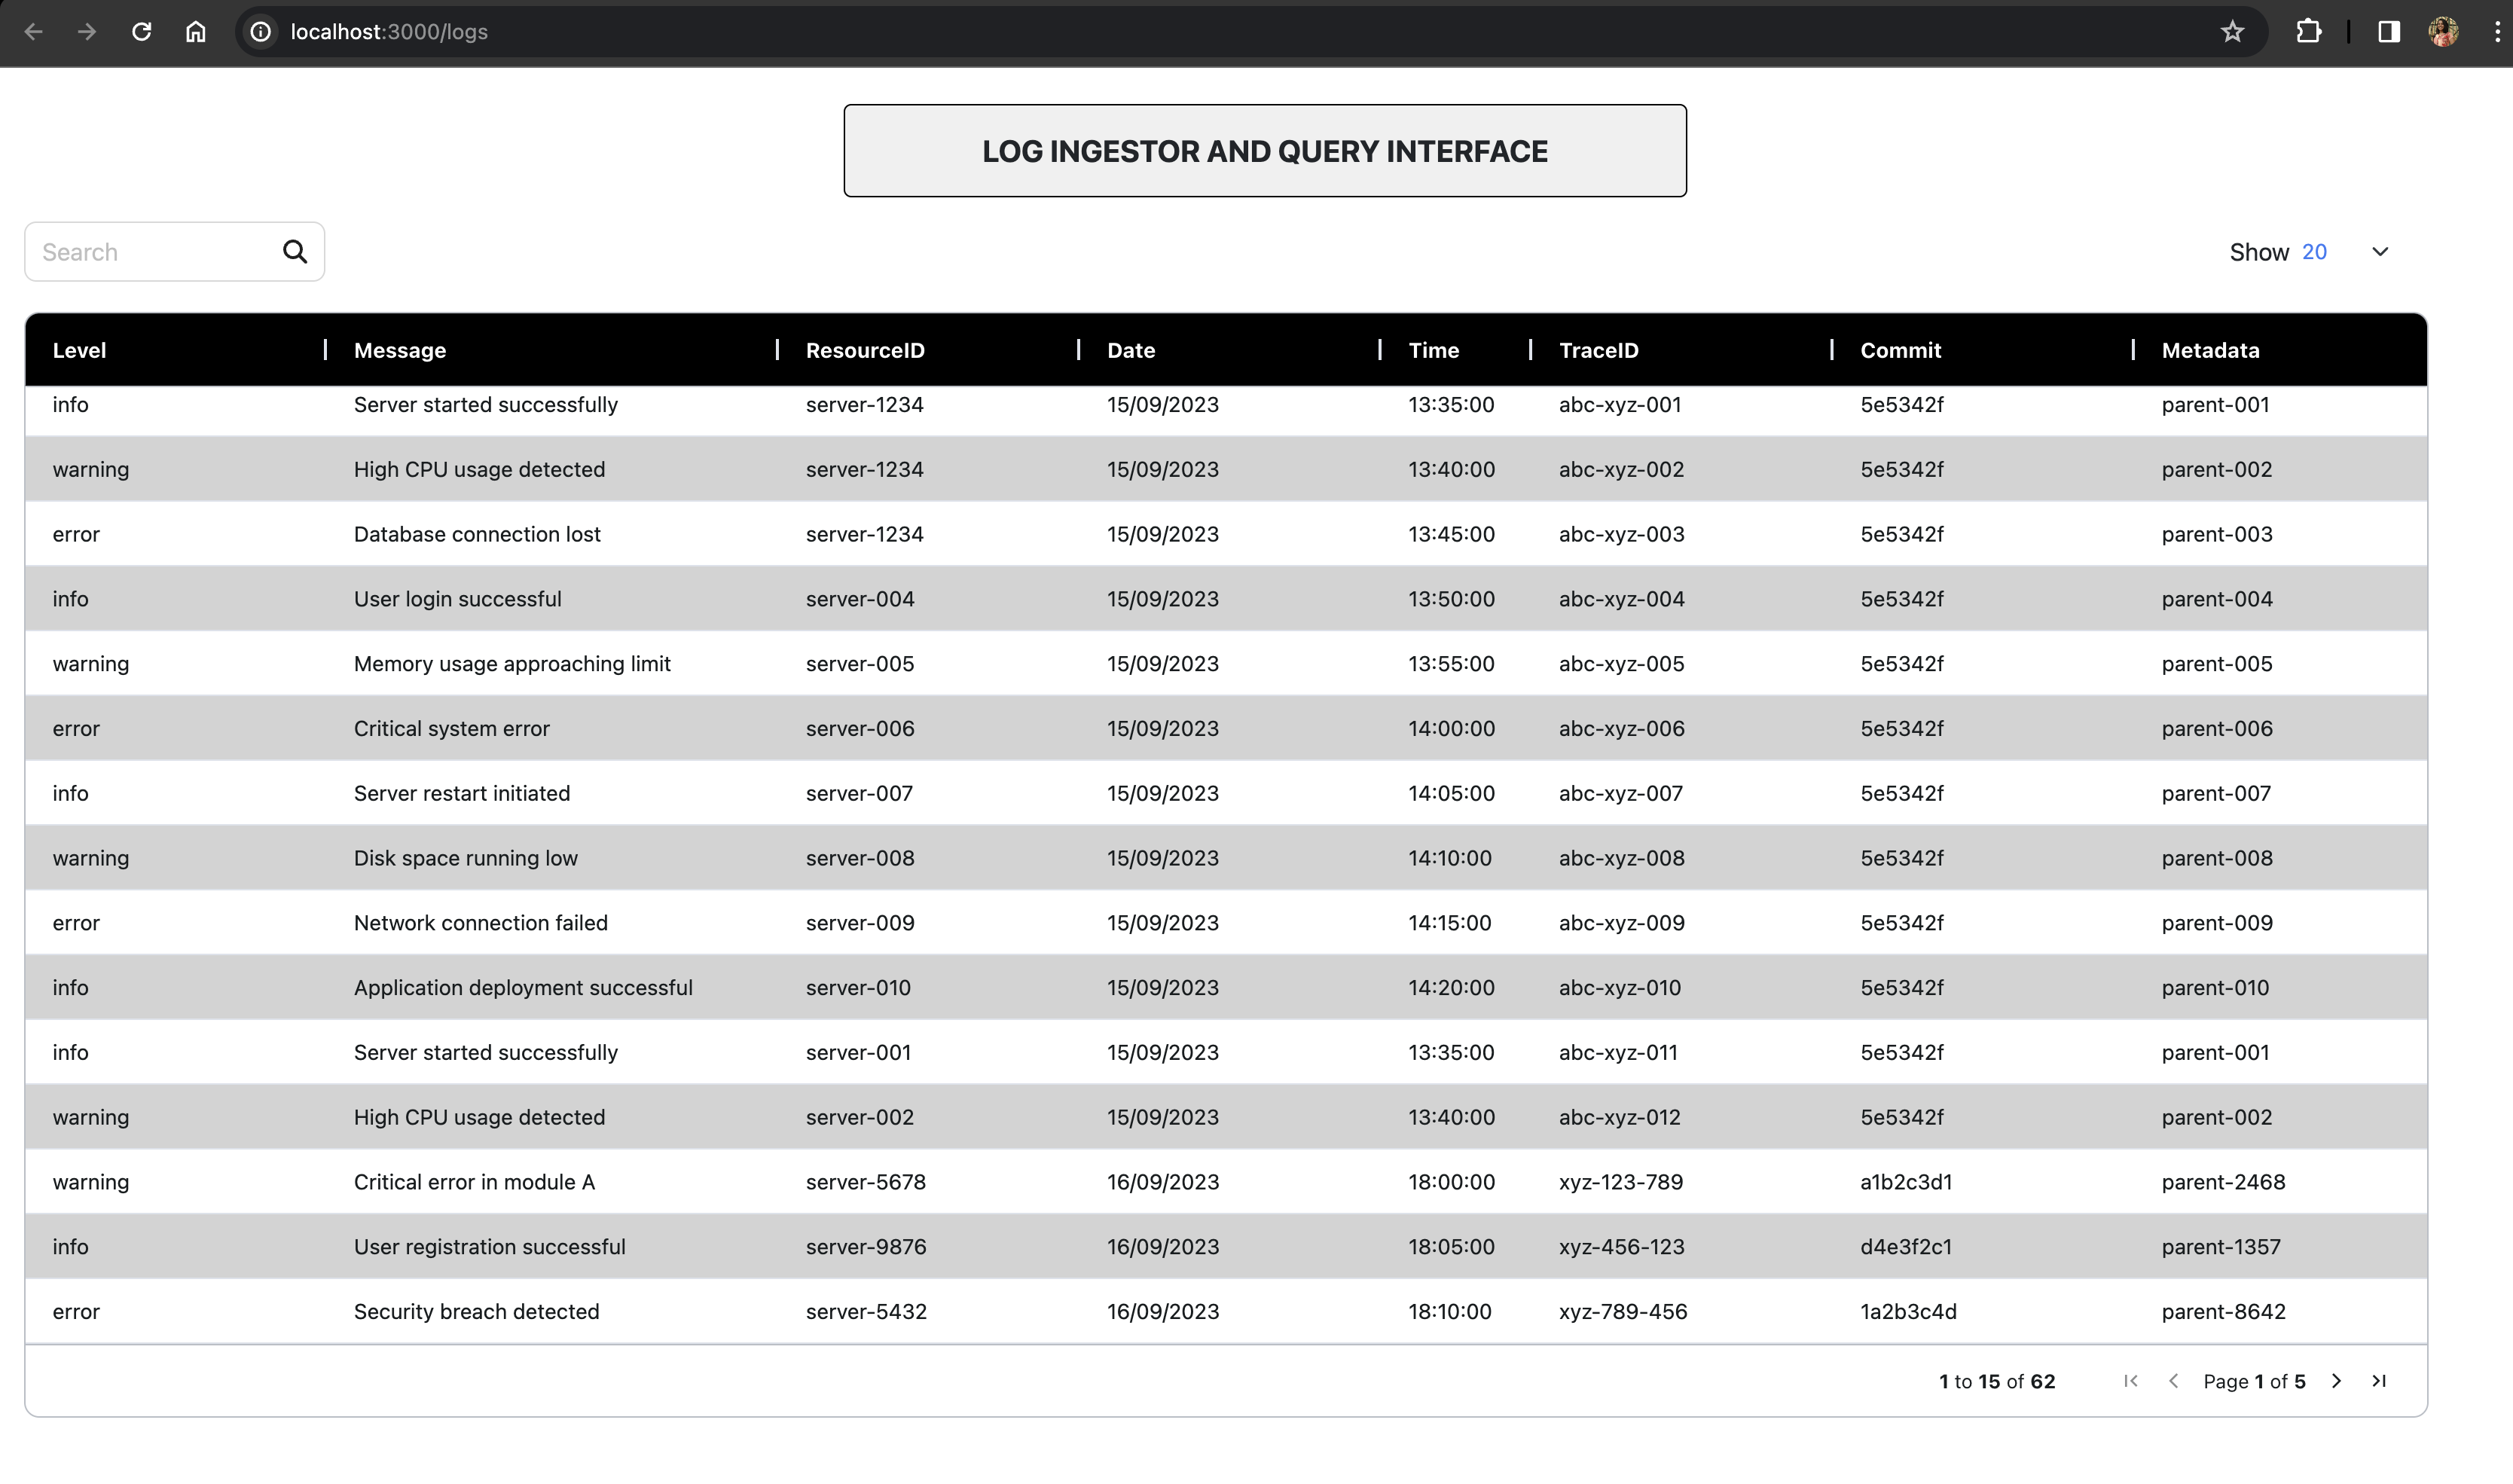 localhost:3000/logs
LOG INGESTOR AND QUERY INTERFACE
Search
Show 20
Level Message ResourceID Date Time TraceID Commit Metadata
info Server started successfully server-1234 15/09/2023 13:35:00 abc-xyz-001 5e5342f parent-001
warning High CPU usage detected server-1234 15/09/2023 13:40:00 abc-xyz-002 5e5342f parent-002
error Database connection lost server-1234 15/09/2023 13:45:00 abc-xyz-003 5e5342f parent-003
info User login successful server-004 15/09/2023 13:50:00 abc-xyz-004 5e5342f parent-004
warning Memory usage approaching limit server-005 15/09/2023 13:55:00 abc-xyz-005 5e5342f parent-005
error Critical system error server-006 15/09/2023 14:00:00 abc-xyz-006 5e5342f parent-006
info Server restart initiated server-007 15/09/2023 14:05:00 abc-xyz-007 5e5342f parent-007
warning Disk space running low server-008 15/09/2023 14:10:00 abc-xyz-008 5e5342f parent-008
error Network connection failed server-009 15/09/2023 14:15:00 abc-xyz-009 5e5342f parent-009
info Application deployment successful server-010 15/09/2023 14:20:00 abc-xyz-010 5e5342f parent-010
info Server started successfully server-001 15/09/2023 13:35:00 abc-xyz-011 5e5342f parent-001
warning High CPU usage detected server-002 15/09/2023 13:40:00 abc-xyz-012 5e5342f parent-002
warning Critical error in module A server-5678 16/09/2023 18:00:00 xyz-123-789 a1b2c3d1 parent-2468
info User registration successful server-9876 16/09/2023 18:05:00 xyz-456-123 d4e3f2c1 parent-1357
error Security breach detected server-5432 16/09/2023 18:10:00 xyz-789-456 1a2b3c4d parent-8642
1 to 15 of 62 Page 1 of 5